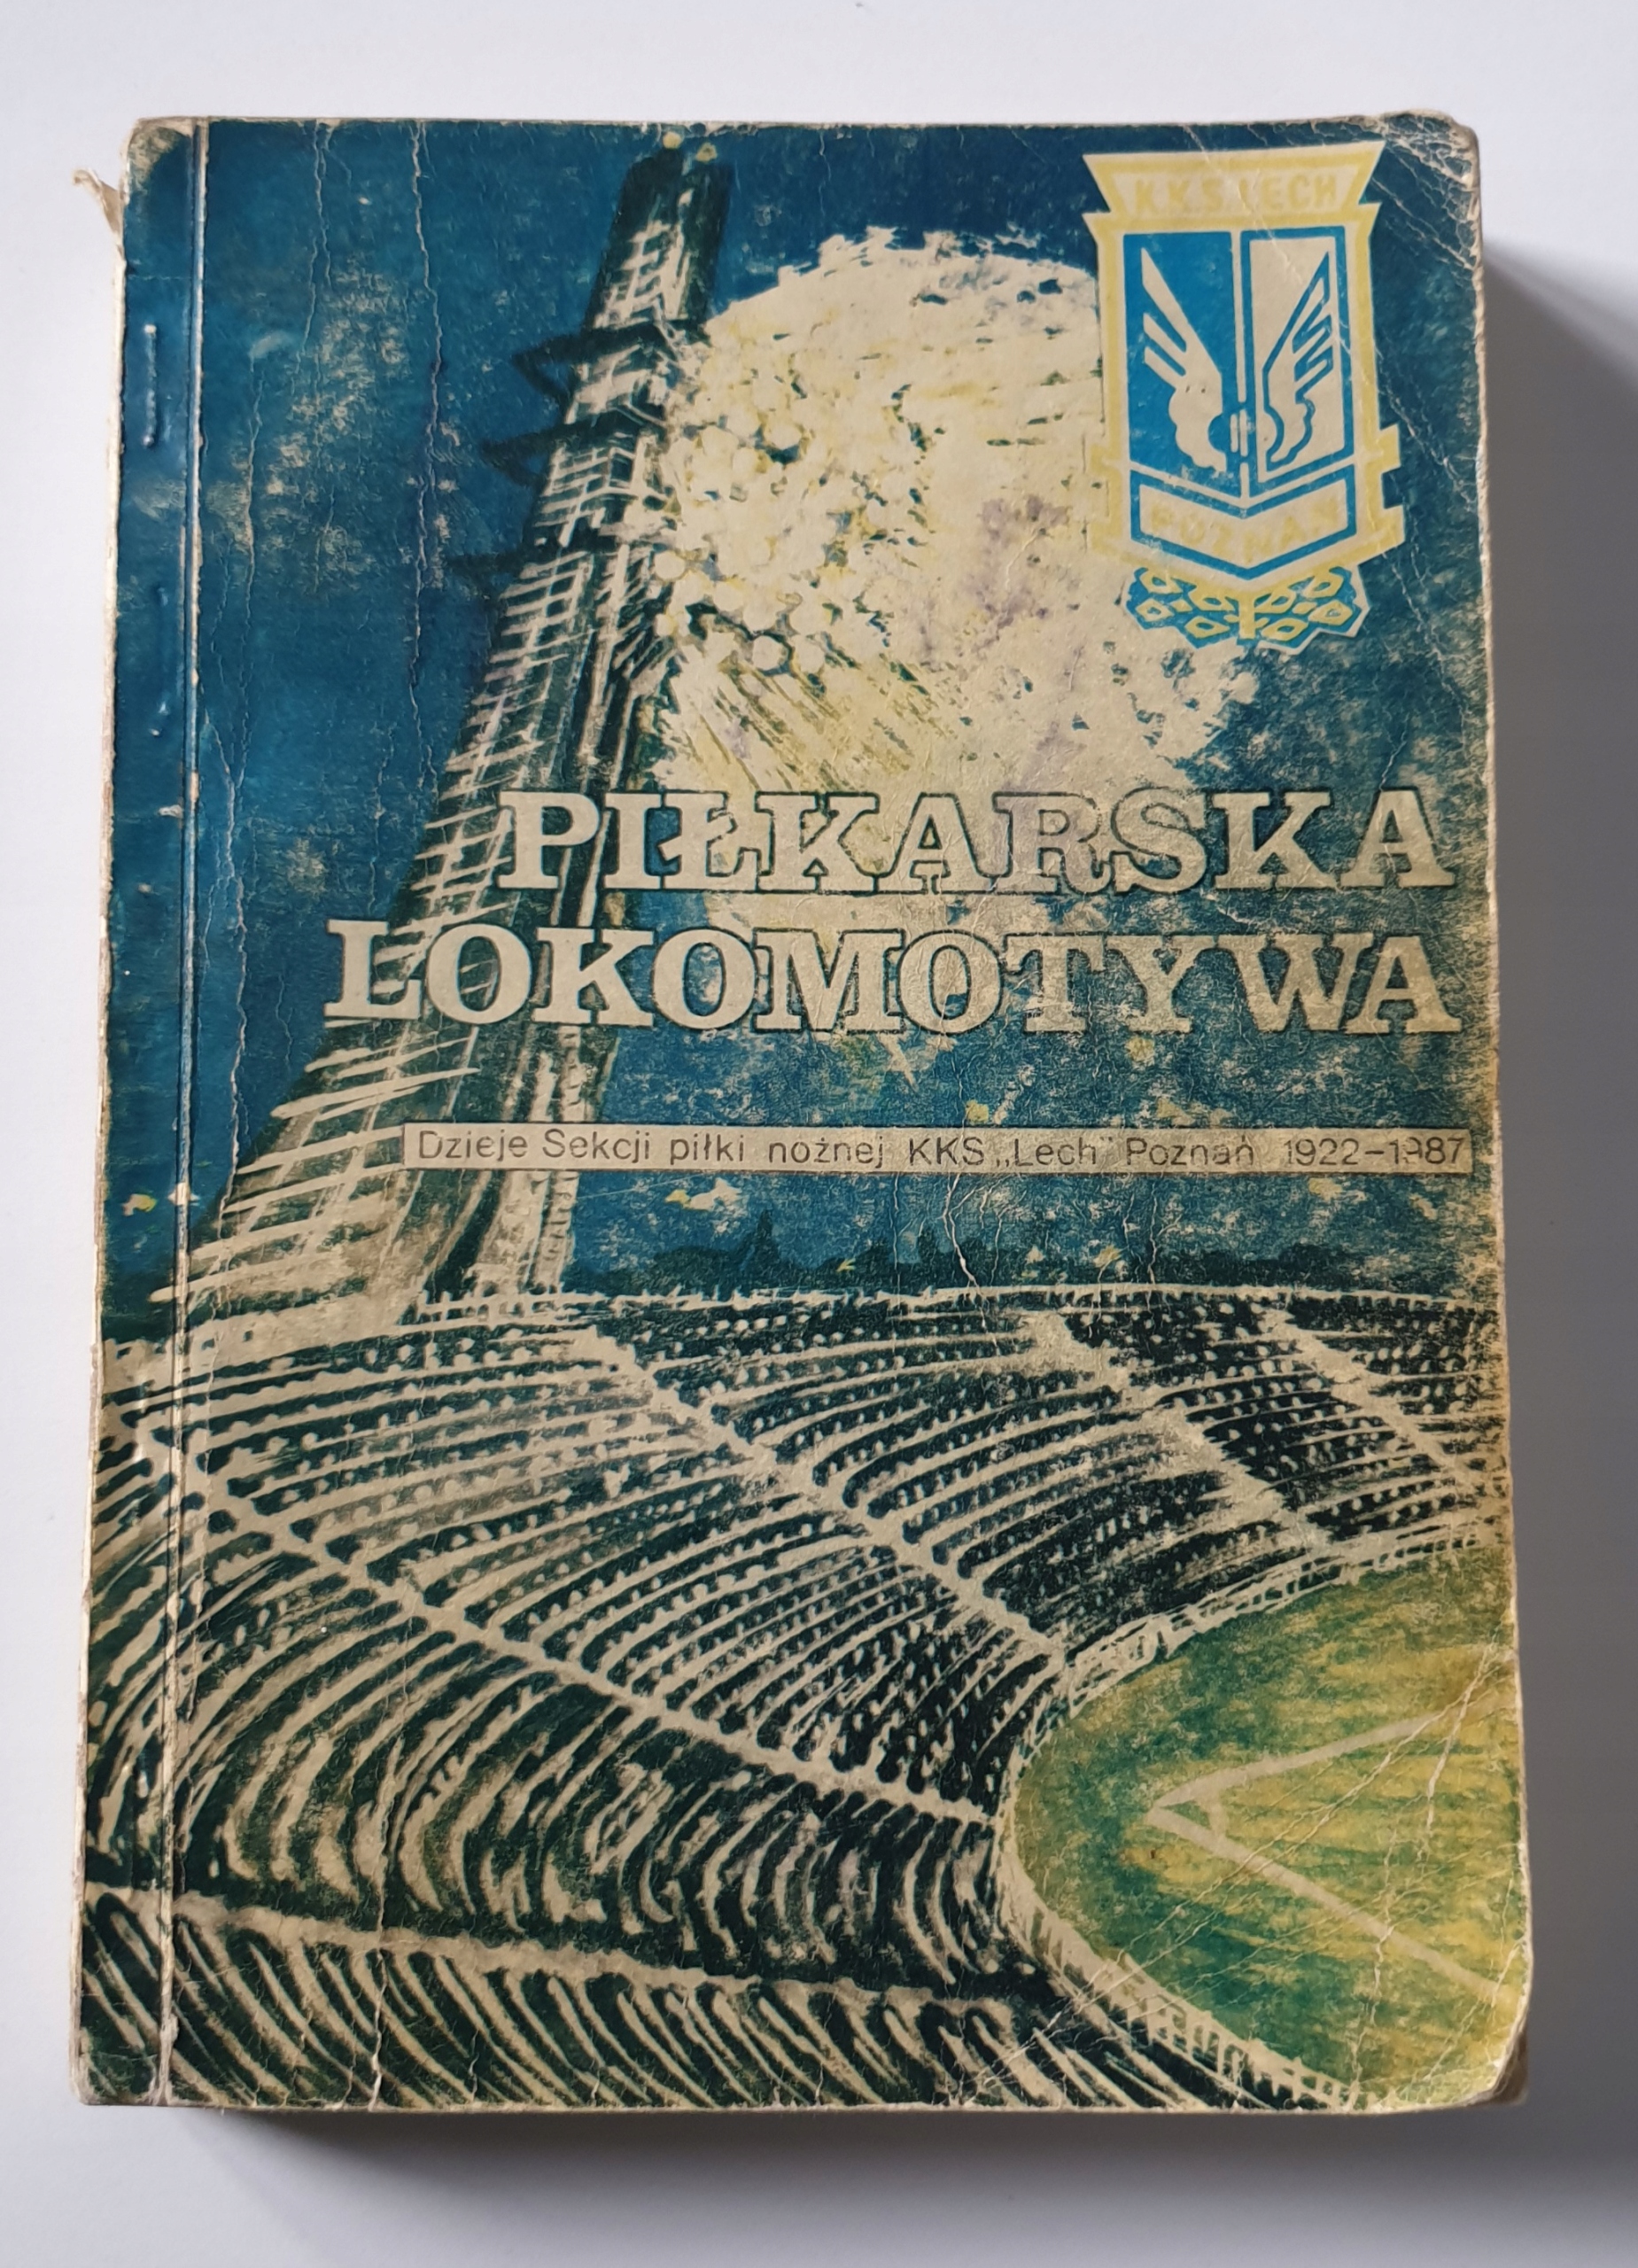 KKS LECH
POZNAŃ
PIŁKARSKA
LOKOMOTYWA
Dzieje Sekcji piłki nożnej KKS „Lech” Poznań 1922–1987